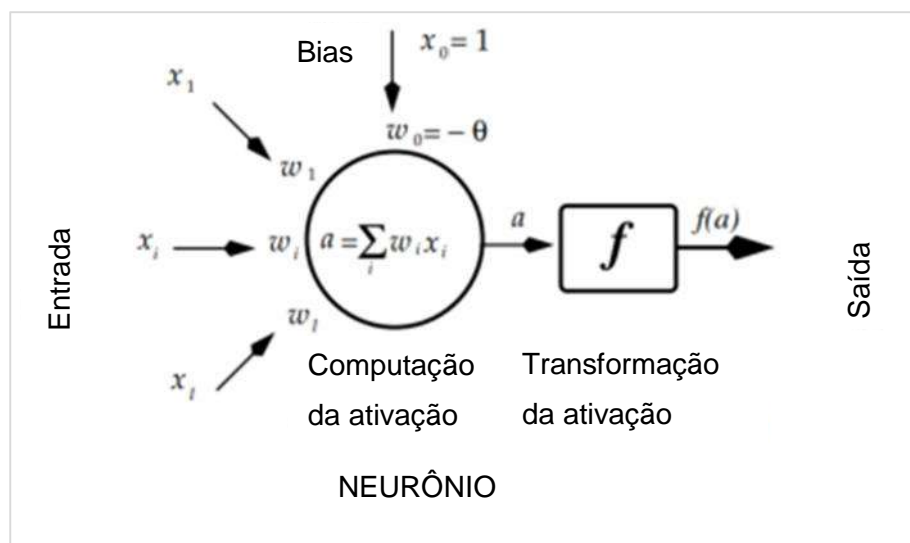 Bias
x₀ = 1
x₁
w₀ = − θ
w₁
Entrada
xᵢ
wᵢ
a = ∑ᵢ wᵢxᵢ
a
f
f(a)
Saída
wₗ
xₗ
Computação
da ativação
Transformação
da ativação
NEURÔNIO